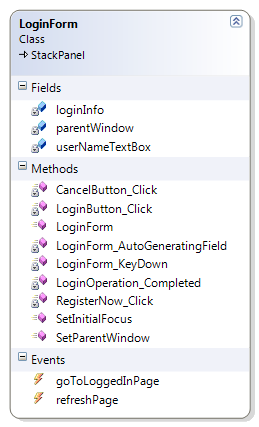 LoginForm
Class
StackPanel
Fields
loginInfo
parentWindow
userNameTextBox
Methods
CancelButton_Click
LoginButton_Click
LoginForm
LoginForm_AutoGeneratingField
LoginForm_KeyDown
LoginOperation_Completed
RegisterNow_Click
SetInitialFocus
SetParentWindow
Events
goToLoggedInPage
refreshPage